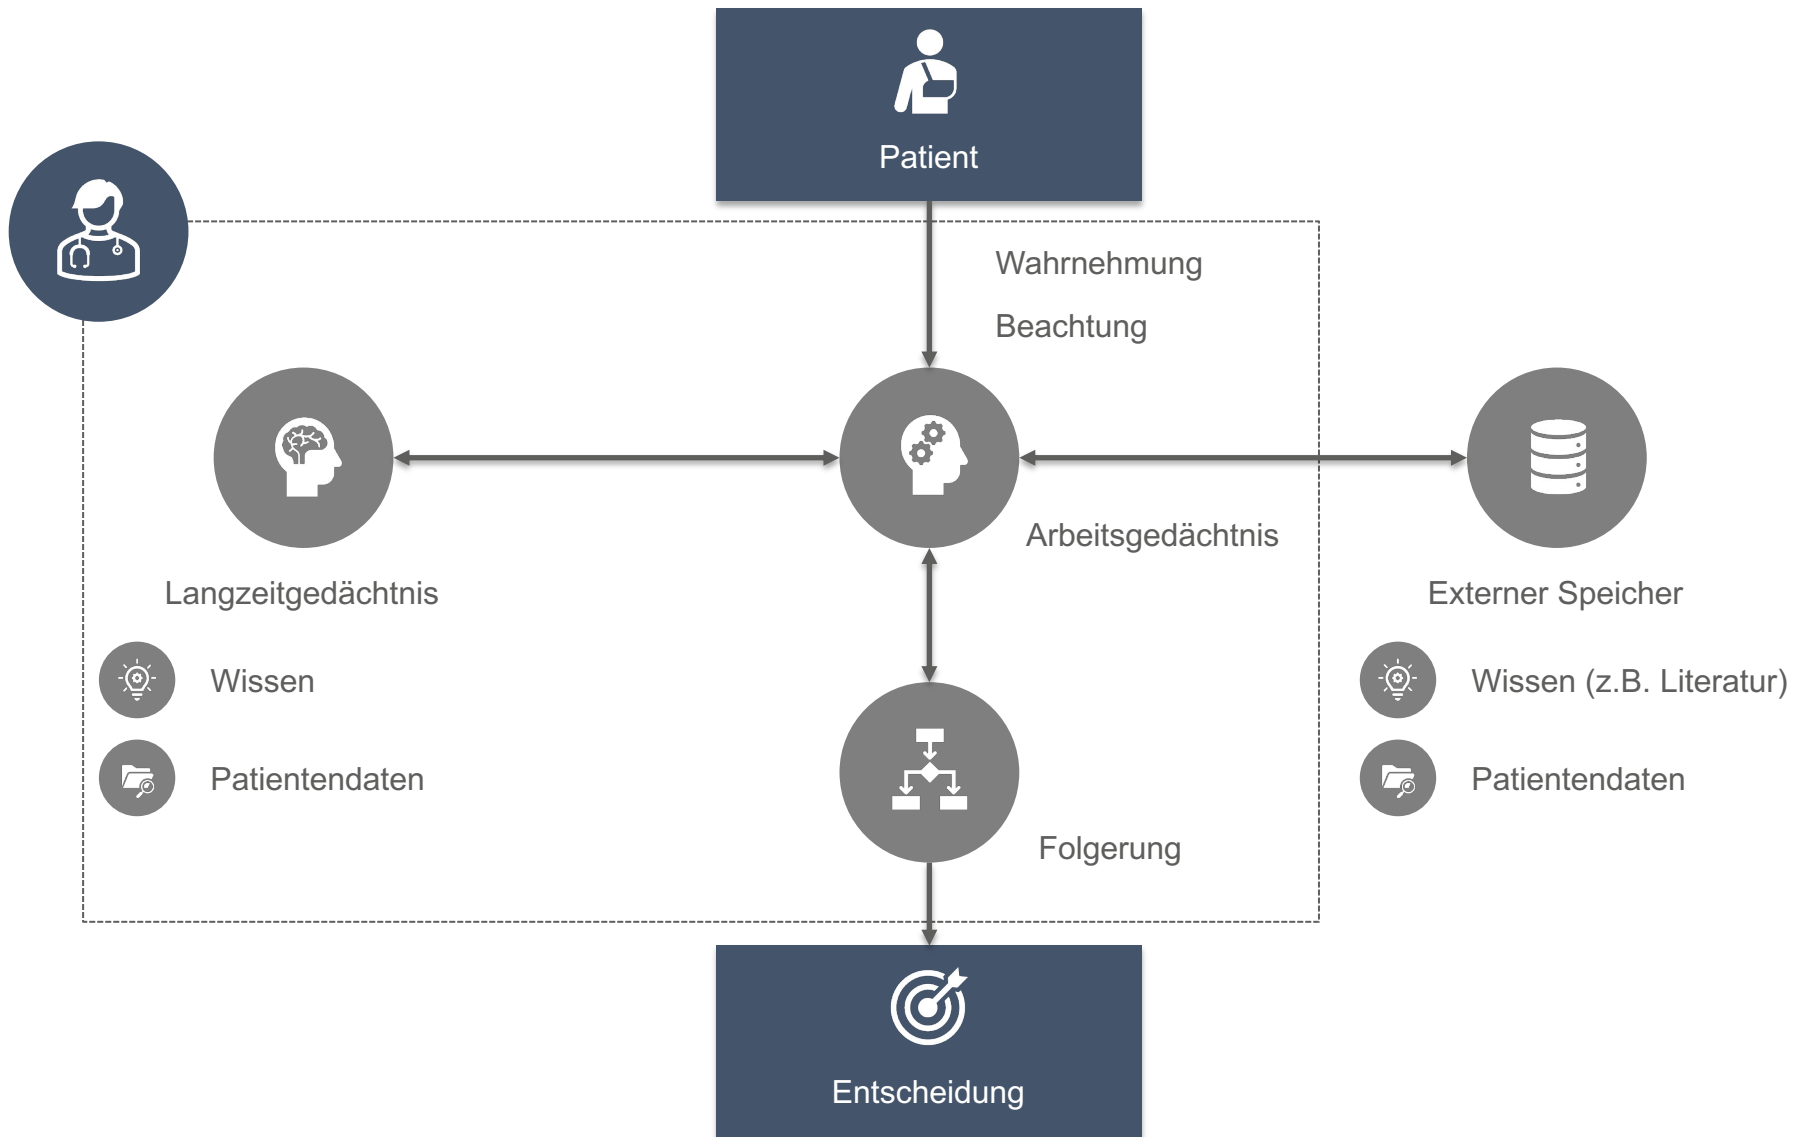 Patient
Wahrnehmung
Beachtung
Arbeitsgedächtnis
Langzeitgedächtnis
Externer Speicher
Wissen
Wissen (z.B. Literatur)
Patientendaten
Patientendaten
Folgerung
Entscheidung